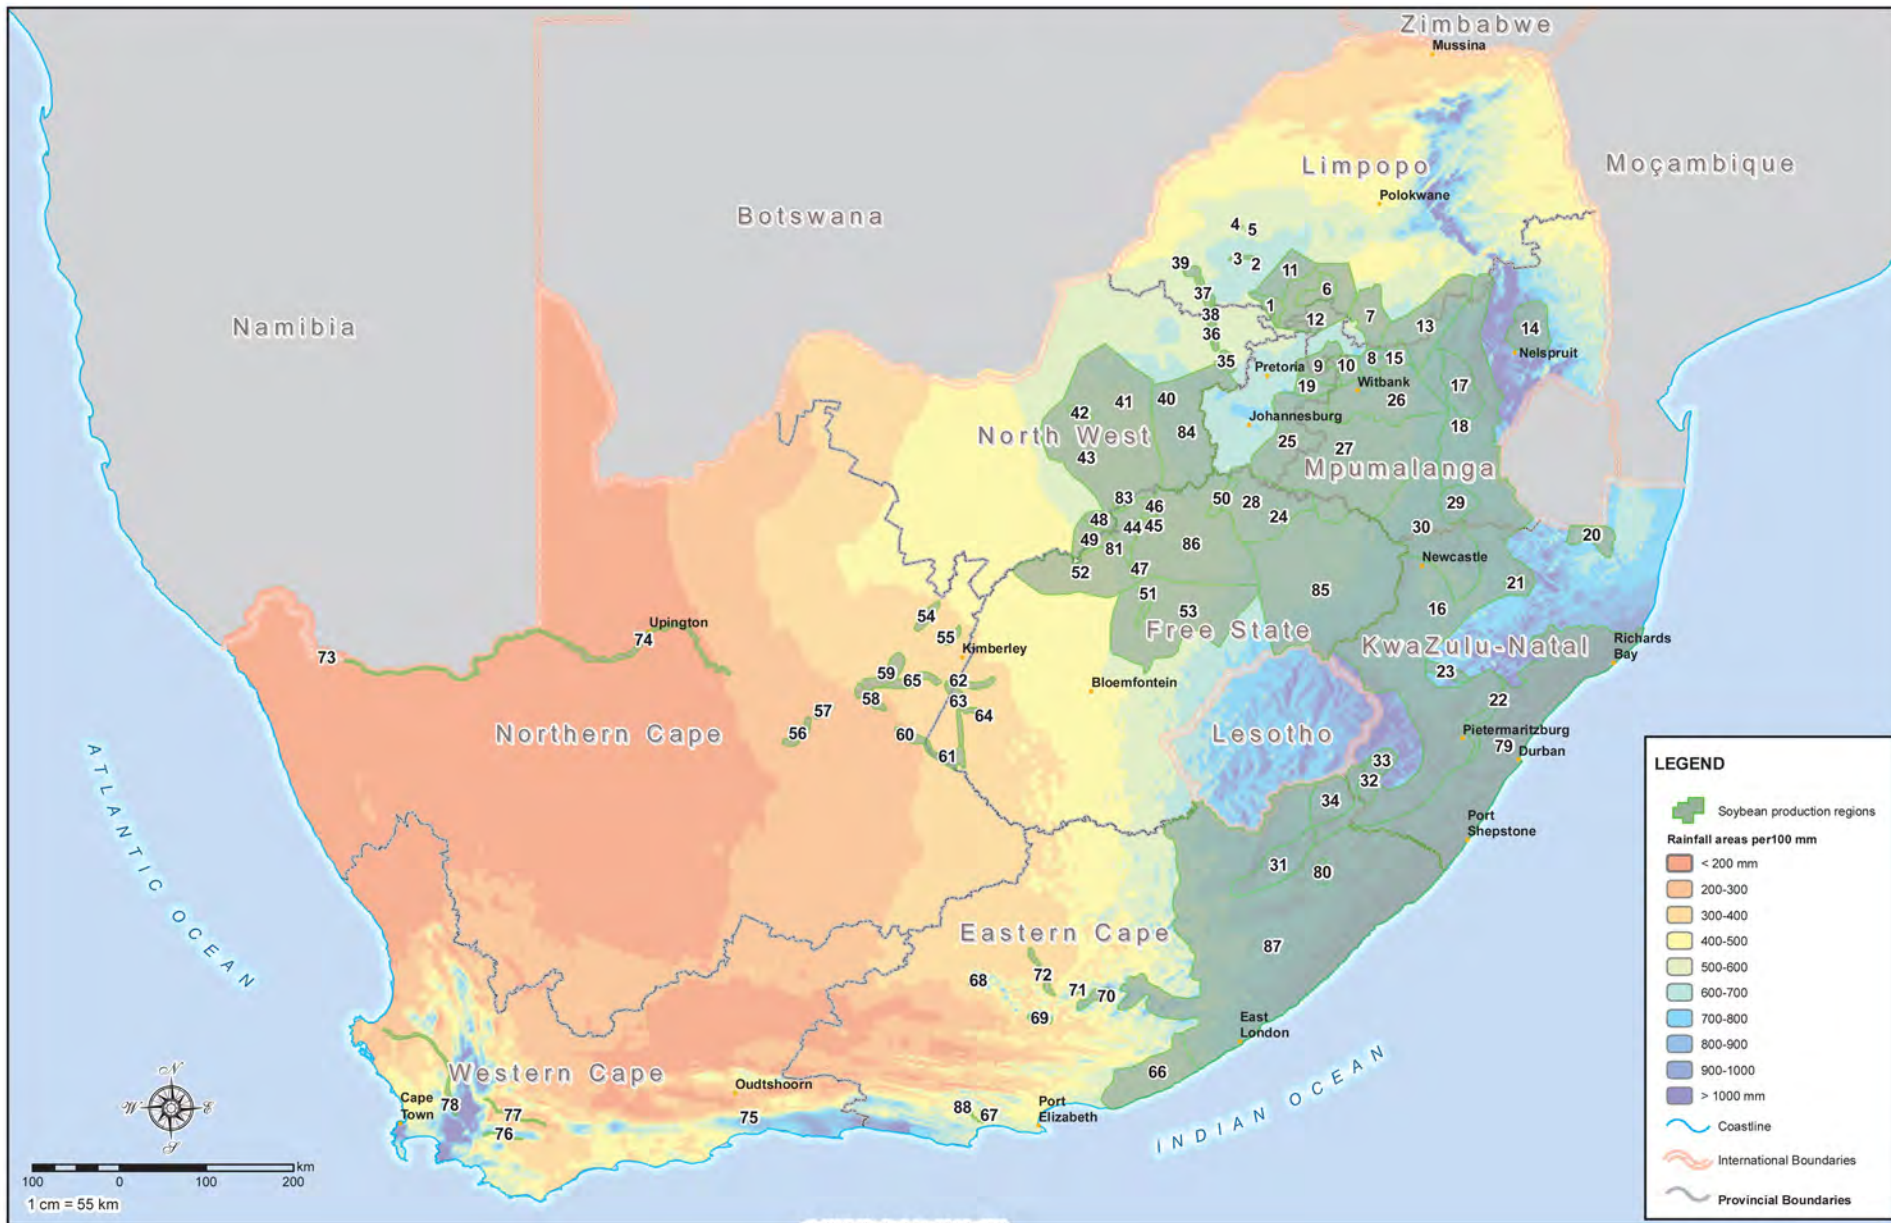 Zimbabwe
Mussina
Limpopo
Moçambique
Polokwane
Botswana
4
5
3
2
39
11
6
37
1
Namibia
38
12
7
13
14
36
35
Pretoria
9
10
8
15
Nelspruit
19
Witbank
17
26
42
41
40
Johannesburg
18
North West
84
25
27
43
Mpumalanga
83
46
50
28
29
48
44
45
24
30
20
49
81
86
Newcastle
52
47
21
51
85
16
53
54
Upington
74
55
Free State
KwaZulu-Natal
Richards
Bay
73
Kimberley
59
65
62
23
Bloemfontein
58
63
22
57
64
Northern Cape
56
60
Lesotho
Pietermaritzburg
79
Durban
61
33
32
34
Port
Shepstone
31
80
ATLANTIC OCEAN
Eastern Cape
87
72
68
71
70
69
East
London
Western Cape
66
INDIAN OCEAN
Oudtshoorn
Cape
Town
78
77
76
75
88
67
Port
Elizabeth
N
W
E
S
100
0
100
200
km
1 cm = 55 km
LEGEND
Soybean production regions
Rainfall areas per100 mm
< 200 mm
200-300
300-400
400-500
500-600
600-700
700-800
800-900
900-1000
> 1000 mm
Coastline
International Boundaries
Provincial Boundaries